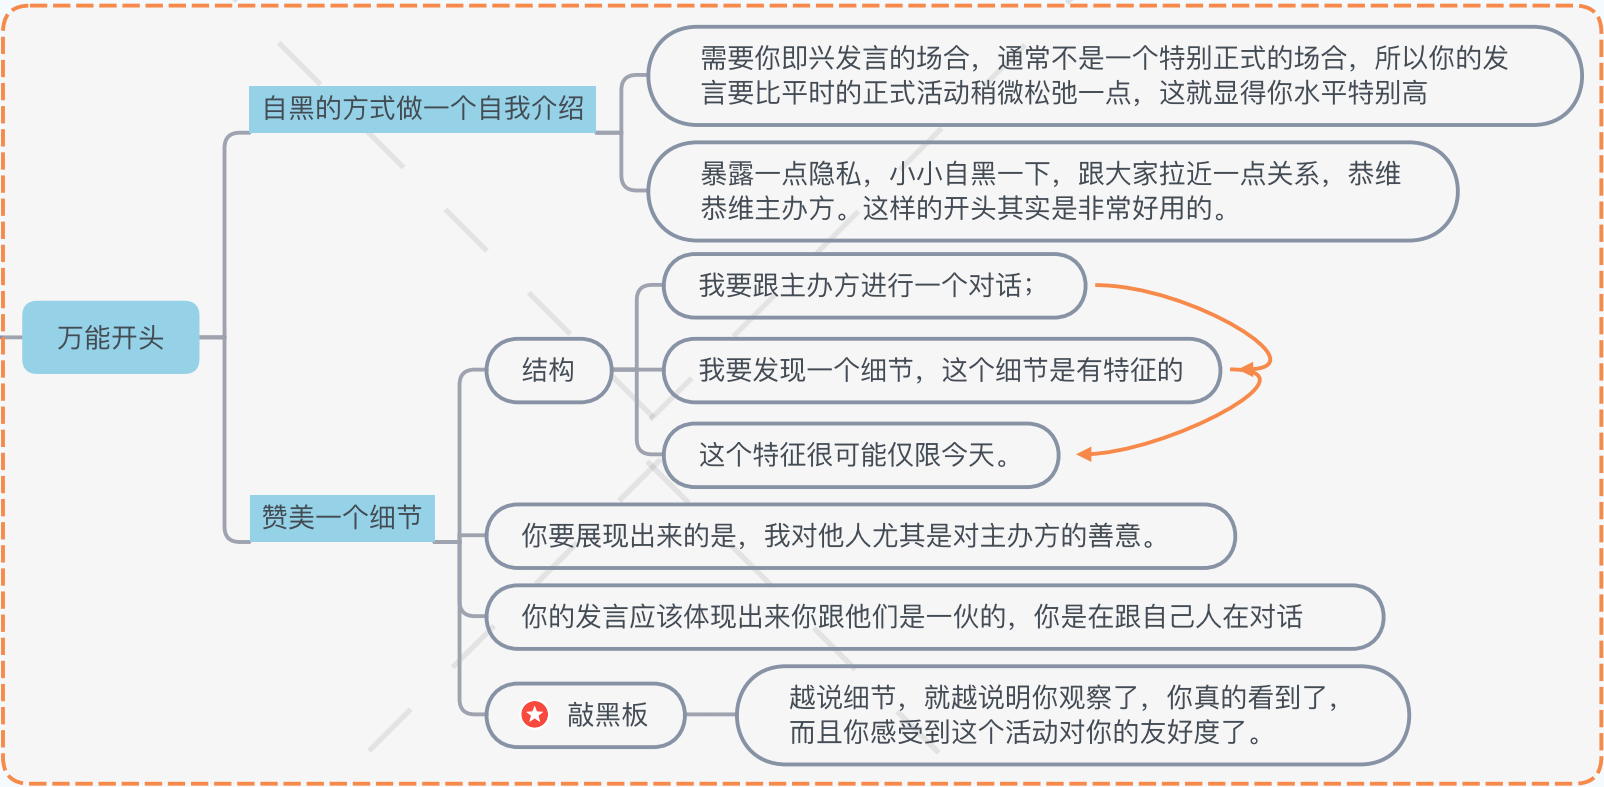 万能开头
自黑的方式做一个自我介绍
需要你即兴发言的场合，通常不是一个特别正式的场合，所以你的发
言要比平时的正式活动稍微松弛一点，这就显得你水平特别高
暴露一点隐私，小小自黑一下，跟大家拉近一点关系，恭维
恭维主办方。这样的开头其实是非常好用的。
赞美一个细节
结构
我要跟主办方进行一个对话；
我要发现一个细节，这个细节是有特征的
这个特征很可能仅限今天。
你要展现出来的是，我对他人尤其是对主办方的善意。
你的发言应该体现出来你跟他们是一伙的，你是在跟自己人在对话
敲黑板
越说细节，就越说明你观察了，你真的看到了，
而且你感受到这个活动对你的友好度了。